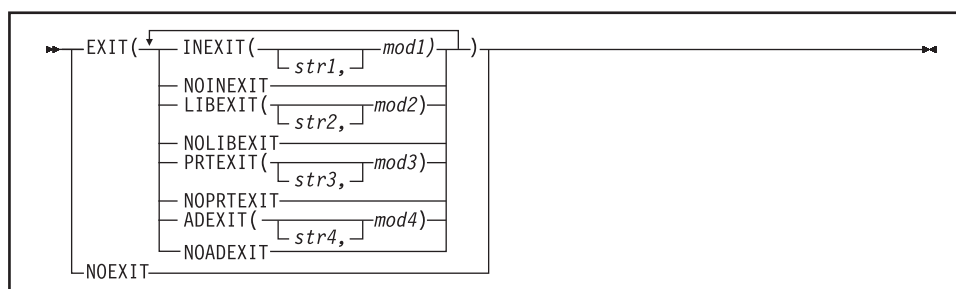 EXIT( INEXIT( str1, mod1) )
NOINEXIT
LIBEXIT( str2, mod2)
NOLIBEXIT
PRTEXIT( str3, mod3)
NOPRTEXIT
ADEXIT( str4, mod4)
NOADEXIT
NOEXIT